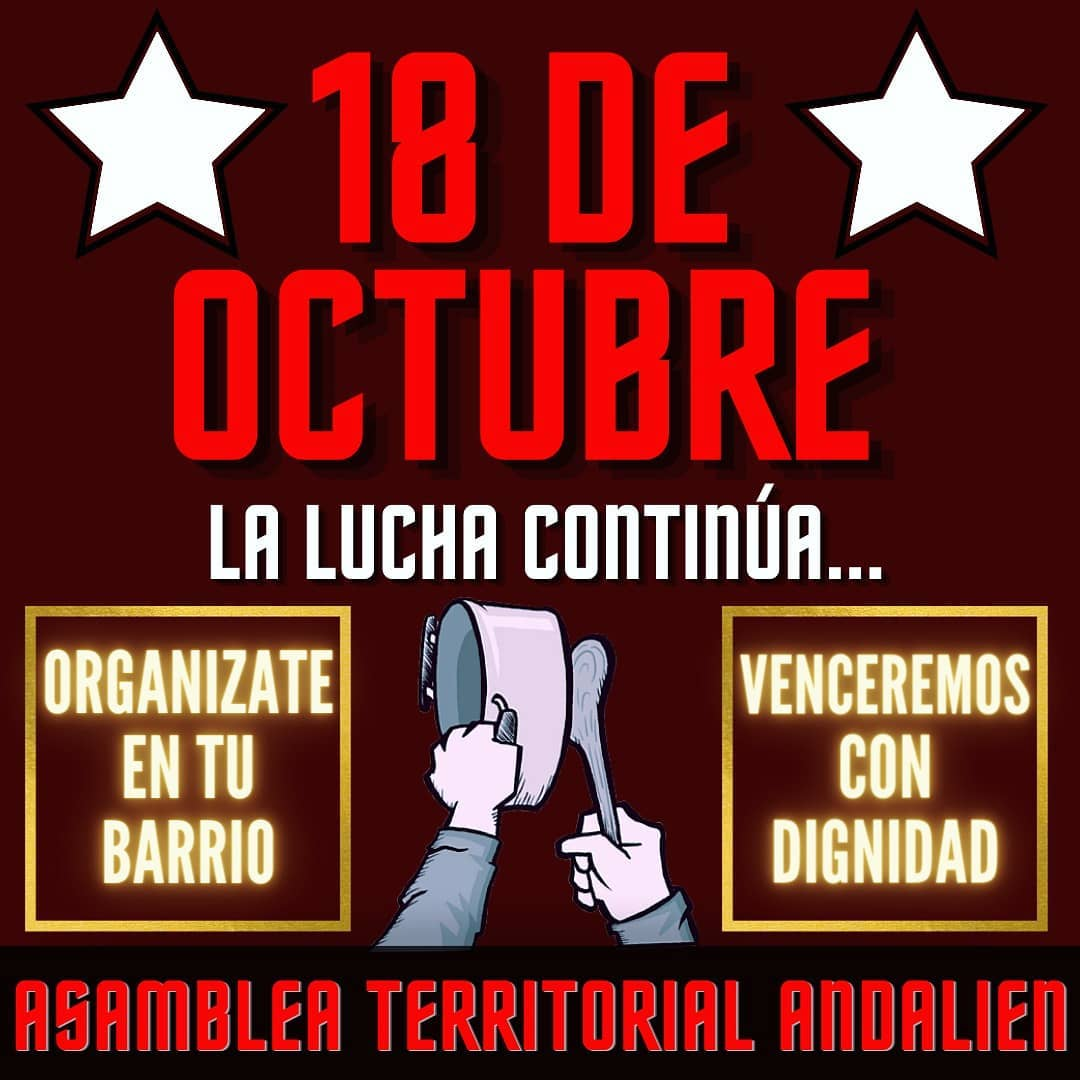 18 DE
OCTUBRE
LA LUCHA CONTINÚA...
ORGANIZATE
EN TU
BARRIO
VENCEREMOS
CON
DIGNIDAD
ASAMBLEA TERRITORIAL ANDALIEN